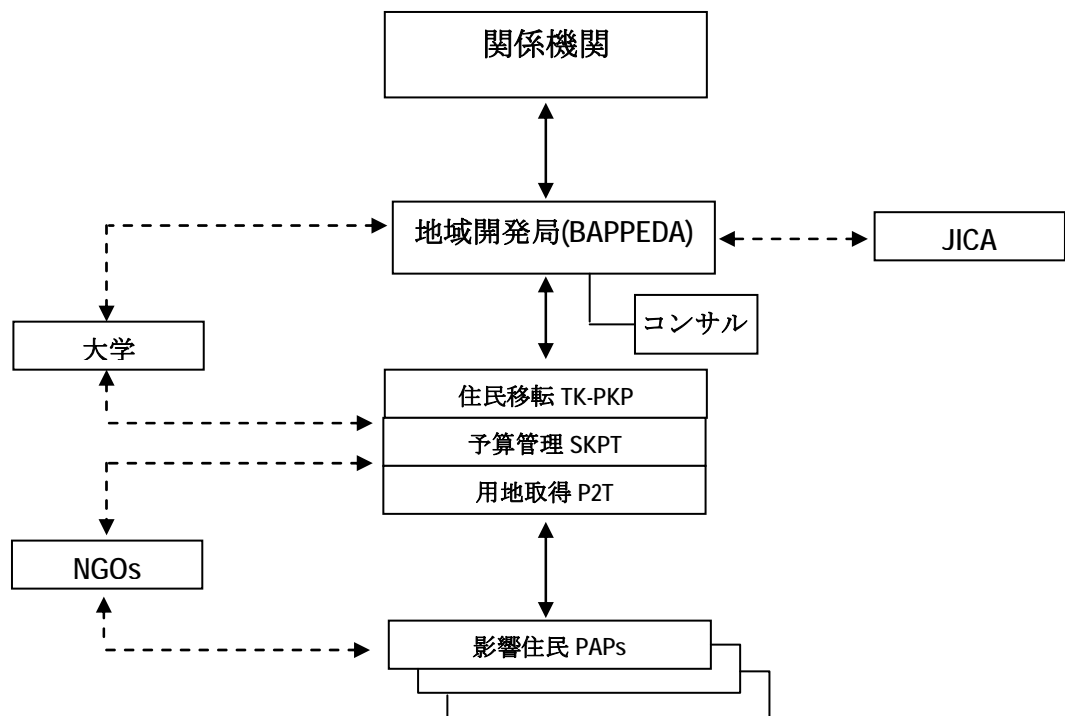 関係機関
地域開発局(BAPPEDA)
JICA
コンサル
大学
住民移転 TK-PKP
予算管理 SKPT
用地取得 P2T
NGOs
影響住民 PAPs